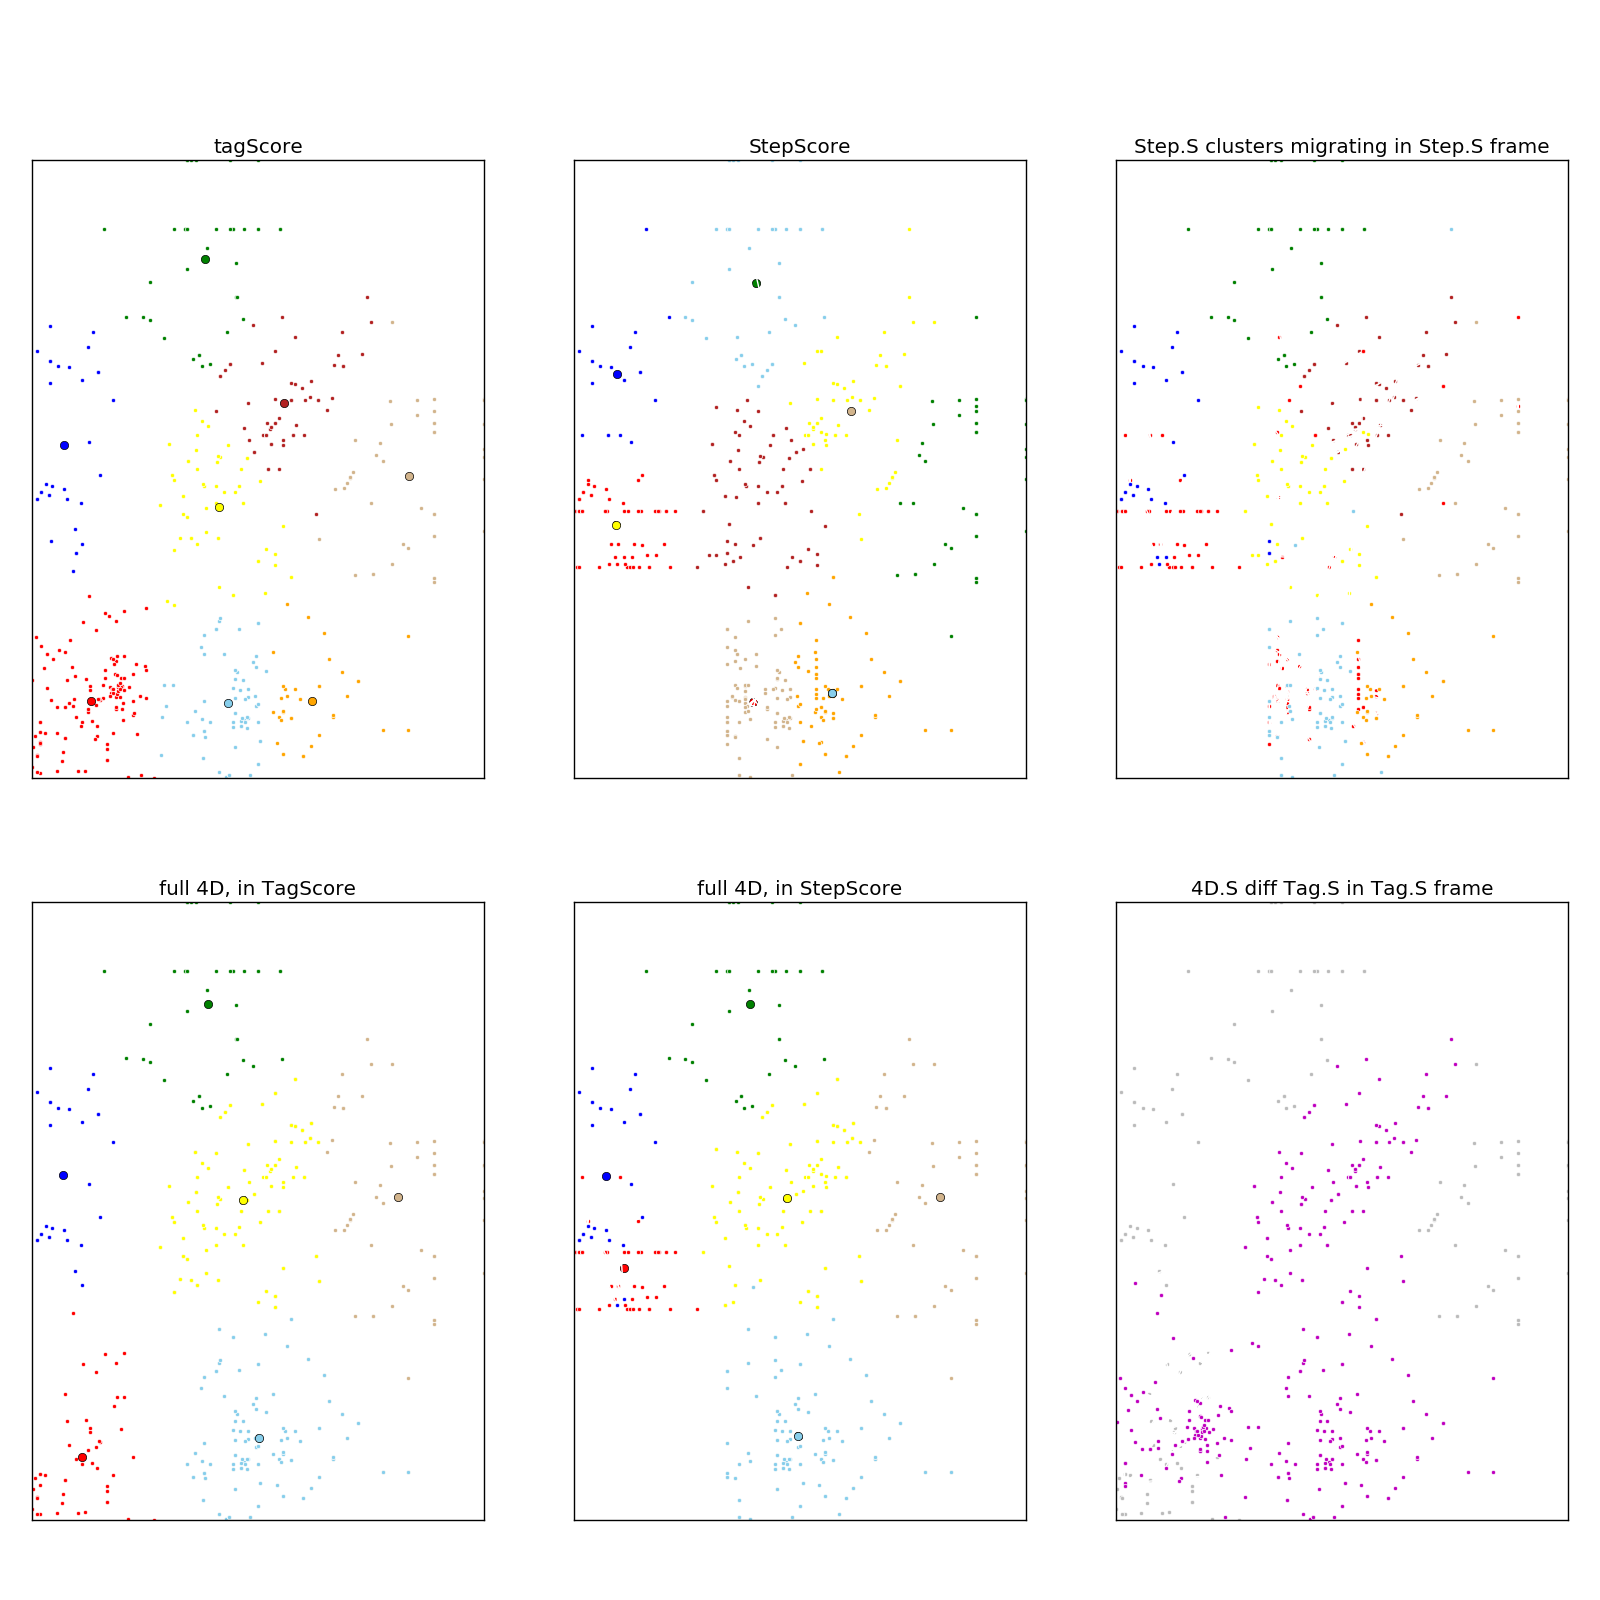 tagScore
StepScore
Step.S clusters migrating in Step.S frame
full 4D, in TagScore
full 4D, in StepScore
4D.S diff Tag.S in Tag.S frame